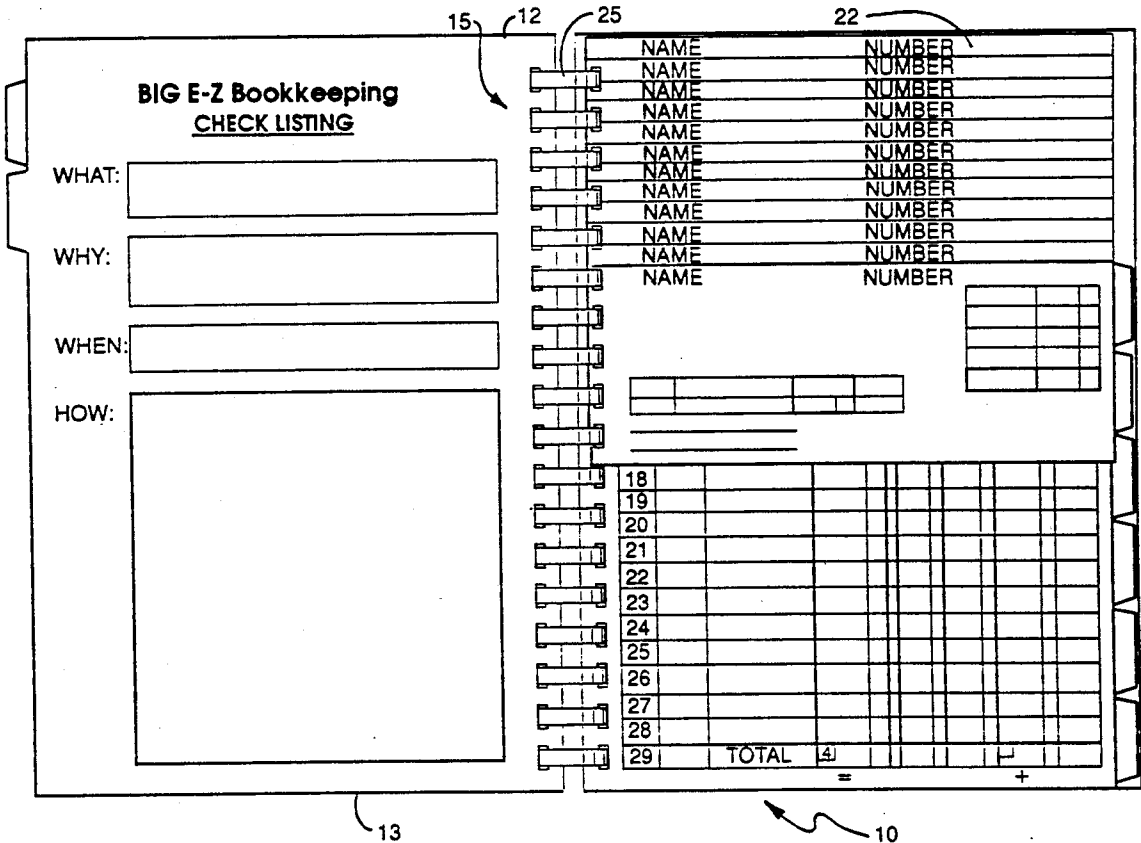 15 12 25 22
BIG E-Z Bookkeeping
CHECK LISTING
WHAT:
WHY:
WHEN:
HOW:
NAME NUMBER
NAME NUMBER
NAME NUMBER
NAME NUMBER
NAME NUMBER
NAME NUMBER
NAME NUMBER
NAME NUMBER
NAME NUMBER
NAME NUMBER
NAME NUMBER
NAME NUMBER
18
19
20
21
22
23
24
25
26
27
28
29 TOTAL 4
= +
13 10